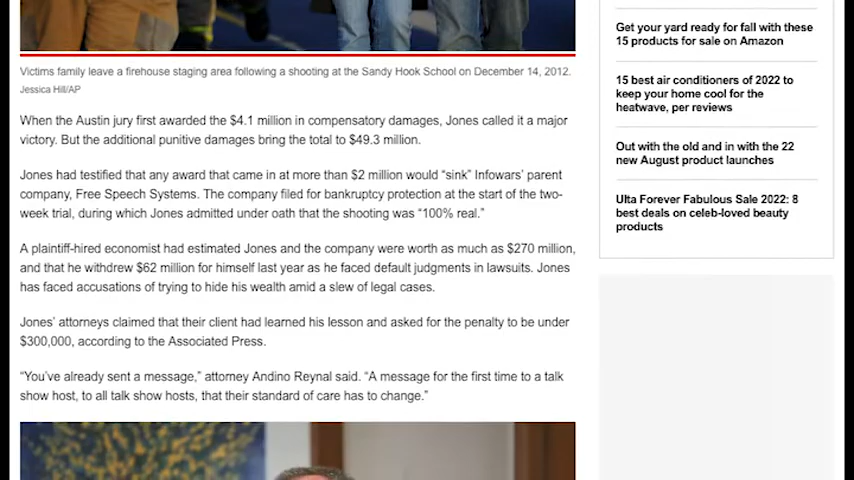 Victims family leave a firehouse staging area following a shooting at the Sandy Hook School on December 14, 2012.
Jessica Hill/AP
When the Austin jury first awarded the $4.1 million in compensatory damages, Jones called it a major
victory. But the additional punitive damages bring the total to $49.3 million.
Jones had testified that any award that came in at more than $2 million would “sink” Infowars’ parent
company, Free Speech Systems. The company filed for bankruptcy protection at the start of the two-
week trial, during which Jones admitted under oath that the shooting was “100% real.”
A plaintiff-hired economist had estimated Jones and the company were worth as much as $270 million,
and that he withdrew $62 million for himself last year as he faced default judgments in lawsuits. Jones
has faced accusations of trying to hide his wealth amid a slew of legal cases.
Jones’ attorneys claimed that their client had learned his lesson and asked for the penalty to be under
$300,000, according to the Associated Press.
“You’ve already sent a message,” attorney Andino Reynal said. “A message for the first time to a talk
show host, to all talk show hosts, that their standard of care has to change.”
Get your yard ready for fall with these
15 products for sale on Amazon
15 best air conditioners of 2022 to
keep your home cool for the
heatwave, per reviews
Out with the old and in with the 22
new August product launches
Ulta Forever Fabulous Sale 2022: 8
best deals on celeb-loved beauty
products